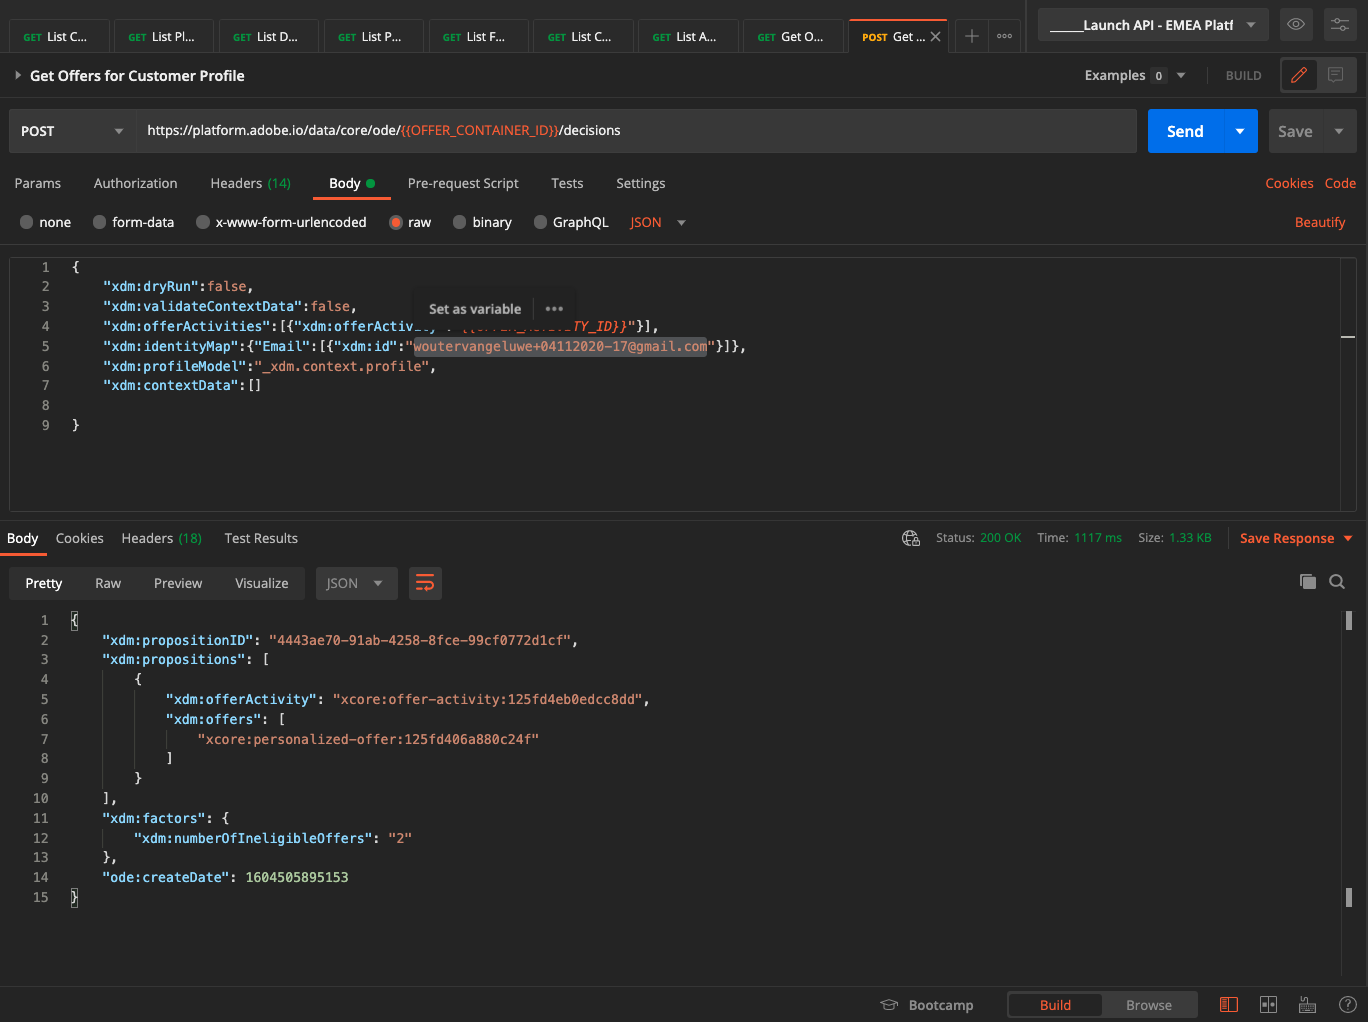 GET List C... GET List Pl... GET List D... GET List P... GET List F... GET List C... GET List A... GET Get O... POST Get ...
_____Launch API - EMEA Platf
Get Offers for Customer Profile
Examples 0 BUILD
POST https://platform.adobe.io/data/core/ode/{{OFFER_CONTAINER_ID}}/decisions Send Save
Params Authorization Headers (14) Body Pre-request Script Tests Settings Cookies Code
none form-data x-www-form-urlencoded raw binary GraphQL JSON Beautify
1 {
2 "xdm:dryRun":false,
3 "xdm:validateContextData":false,
Set as variable
4 "xdm:offerActivities":[{"xdm:offerActivity":"{{OFFER_ACTIVITY_ID}}"}],
5 "xdm:identityMap":{"Email":[{"xdm:id":"woutervangeluwe+04112020-17@gmail.com"}]},
6 "xdm:profileModel":"_xdm.context.profile",
7 "xdm:contextData":[]
8
9 }
Body Cookies Headers (18) Test Results Status: 200 OK Time: 1117 ms Size: 1.33 KB Save Response
Pretty Raw Preview Visualize JSON
1 {
2 "xdm:propositionID": "4443ae70-91ab-4258-8fce-99cf0772d1cf",
3 "xdm:propositions": [
4 {
5 "xdm:offerActivity": "xcore:offer-activity:125fd4eb0edcc8dd",
6 "xdm:offers": [
7 "xcore:personalized-offer:125fd406a880c24f"
8 ]
9 }
10 ],
11 "xdm:factors": {
12 "xdm:numberOfIneligibleOffers": "2"
13 },
14 "ode:createDate": 1604505895153
15 }
Bootcamp Build Browse